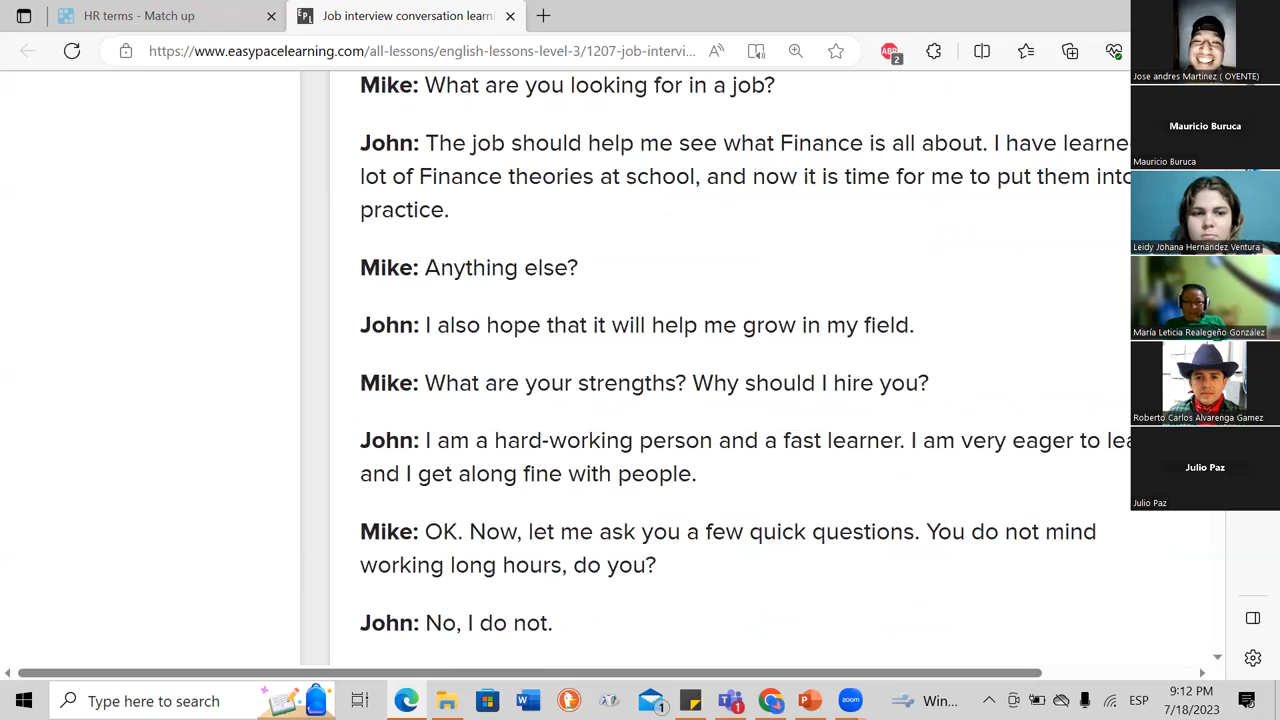 HR terms - Match up
Job interview conversation learni
https://www.easypacelearning.com/all-lessons/english-lessons-level-3/1207-job-intervi...
ABP
2
Mike: What are you looking for in a job?
John: The job should help me see what Finance is all about. I have learne
lot of Finance theories at school, and now it is time for me to put them into
practice.
Mike: Anything else?
John: I also hope that it will help me grow in my field.
Mike: What are your strengths? Why should I hire you?
John: I am a hard-working person and a fast learner. I am very eager to lea
and I get along fine with people.
Mike: OK. Now, let me ask you a few quick questions. You do not mind
working long hours, do you?
John: No, I do not.
Jose andres Martinez ( OYENTE)
Mauricio Buruca
Mauricio Buruca
Leidy Johana Hernández Ventura
María Leticia Realegeño González
Roberto Carlos Alvarenga Gamez
Julio Paz
Julio Paz
Type here to search
1
1
zoom
Win...
ESP
9:12 PM
7/18/2023